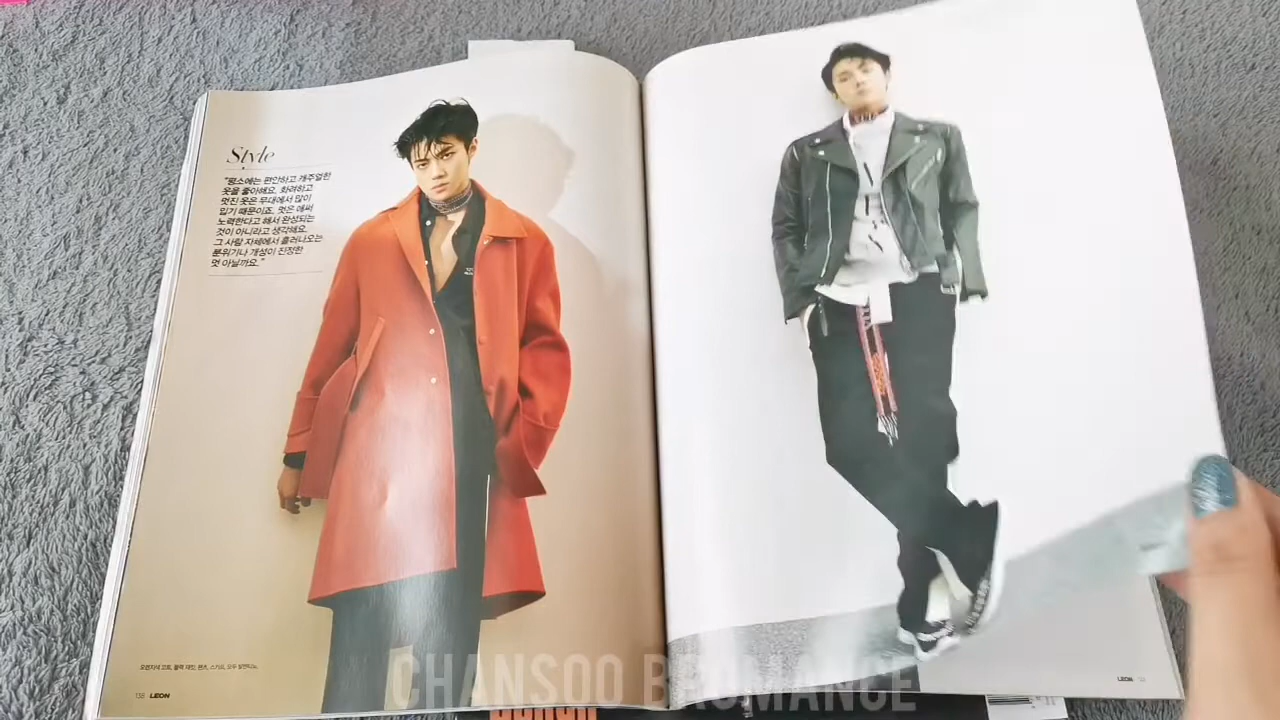 Style
"평소에는 편안하고 캐주얼한
옷을 좋아해요. 화려하고
멋진 옷은 무대에서 많이
입기 때문이죠. 멋은 애써
노력한다고 해서 완성되는
것이 아니라고 생각해요.
그 사람 자체에서 흘러나오는
분위기나 개성이 진정한
멋 아닐까요."
138 LEON
LEON
CHANSOO BROMANCE